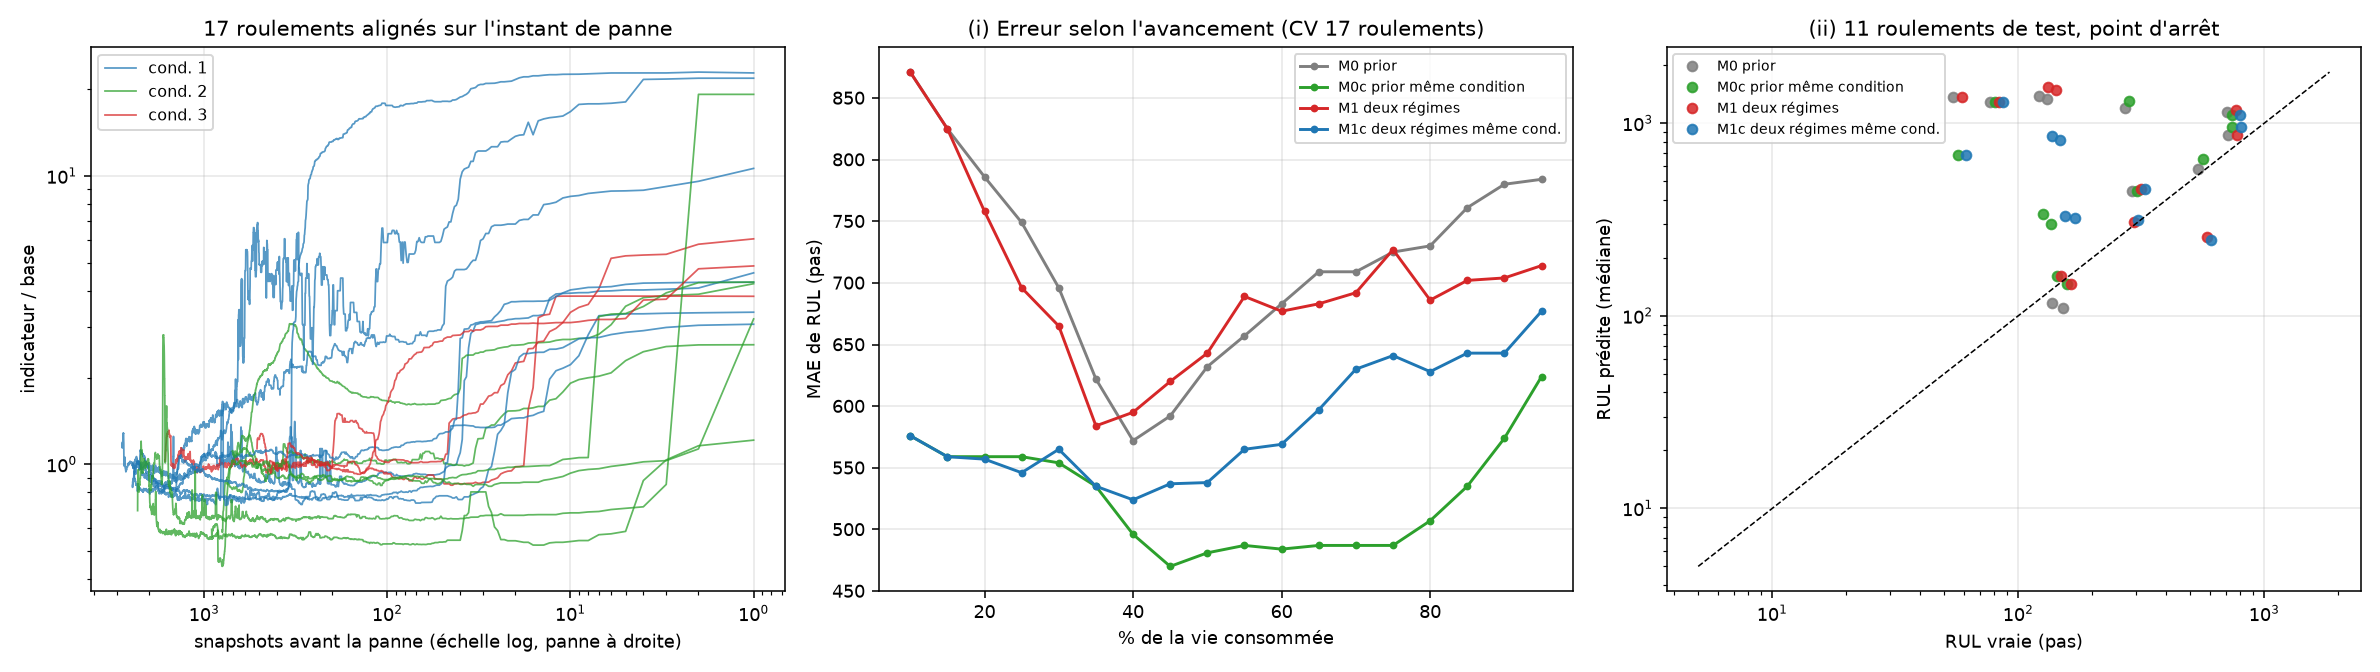 17 roulements alignés sur l'instant de panne
cond. 1
cond. 2
cond. 3
10¹
10⁰
indicateur / base
10³
10²
10¹
10⁰
snapshots avant la panne (échelle log, panne à droite)
(i) Erreur selon l'avancement (CV 17 roulements)
M0 prior
M0c prior même condition
M1 deux régimes
M1c deux régimes même cond.
850
800
750
700
650
600
550
500
450
MAE de RUL (pas)
20
40
60
80
% de la vie consommée
(ii) 11 roulements de test, point d'arrêt
M0 prior
M0c prior même condition
M1 deux régimes
M1c deux régimes même cond.
10³
10²
10¹
RUL prédite (médiane)
10¹
10²
10³
RUL vraie (pas)